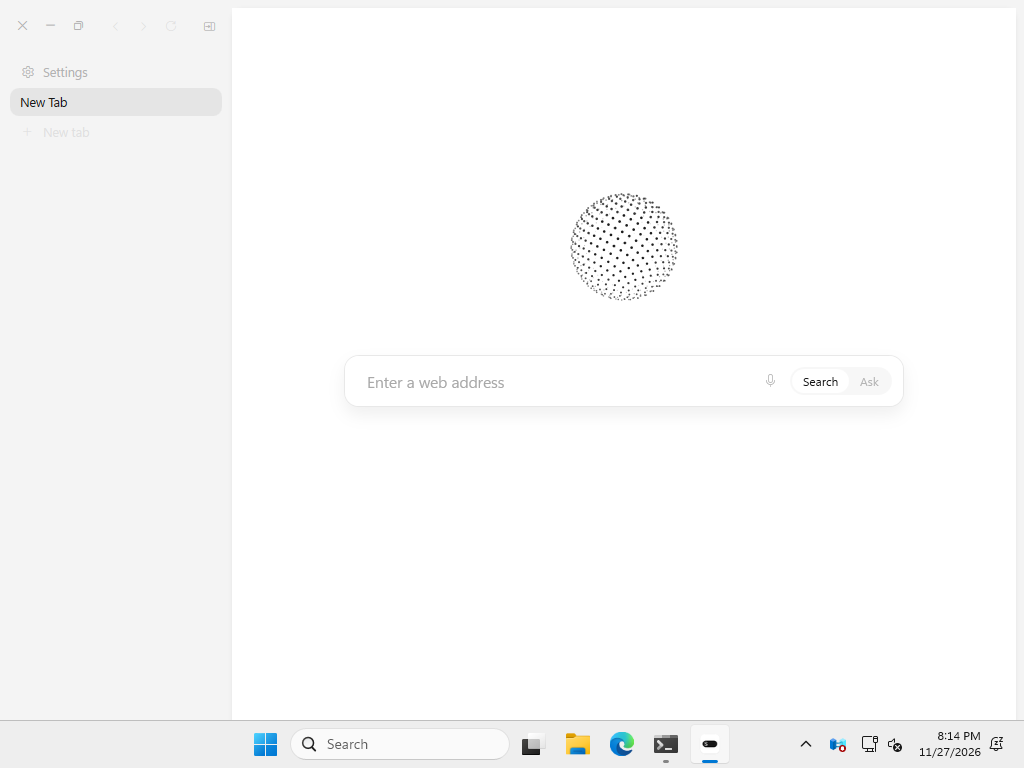 Settings
New Tab
New tab
Enter a web address
Search
Ask
Search
8:14 PM
11/27/2026